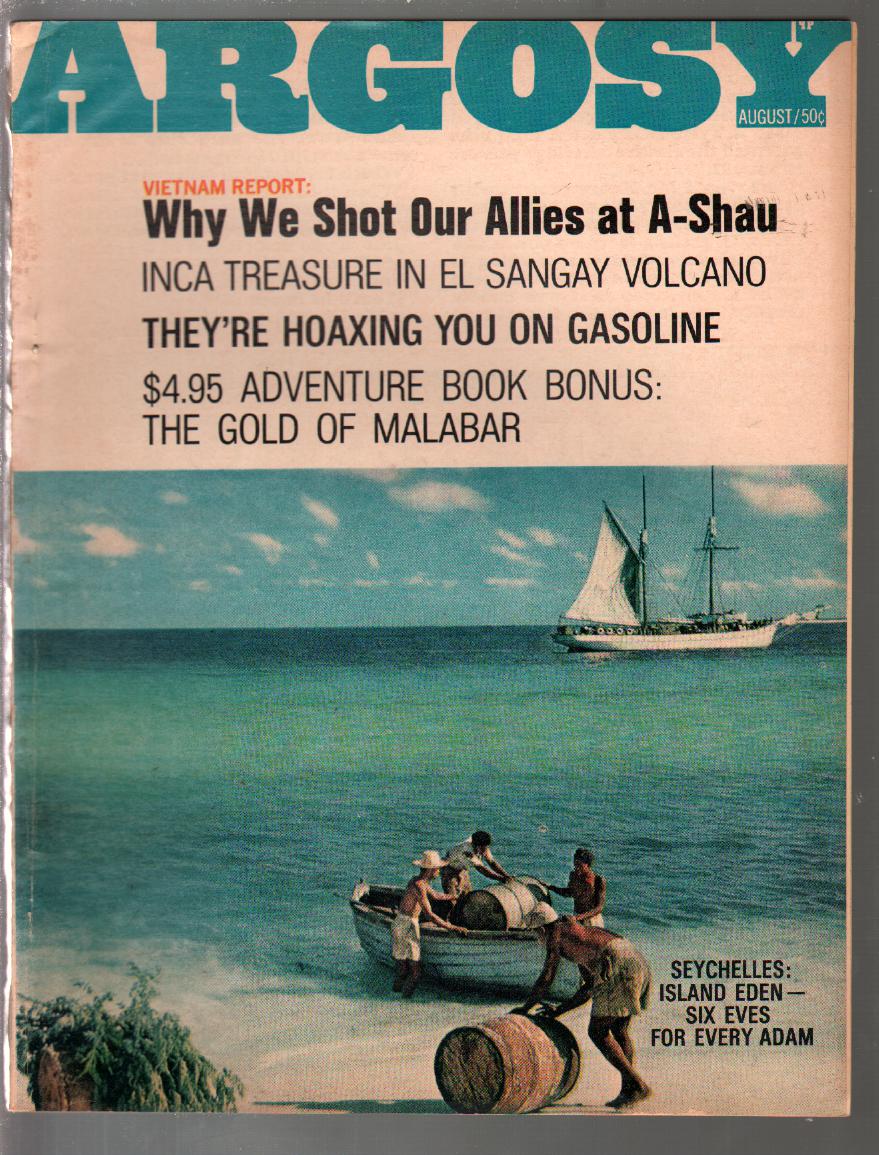 ARGOSY
AUGUST/50¢
VIETNAM REPORT:
Why We Shot Our Allies at A-Shau
INCA TREASURE IN EL SANGAY VOLCANO
THEY'RE HOAXING YOU ON GASOLINE
$4.95 ADVENTURE BOOK BONUS:
THE GOLD OF MALABAR
SEYCHELLES:
ISLAND EDEN—
SIX EVES
FOR EVERY ADAM